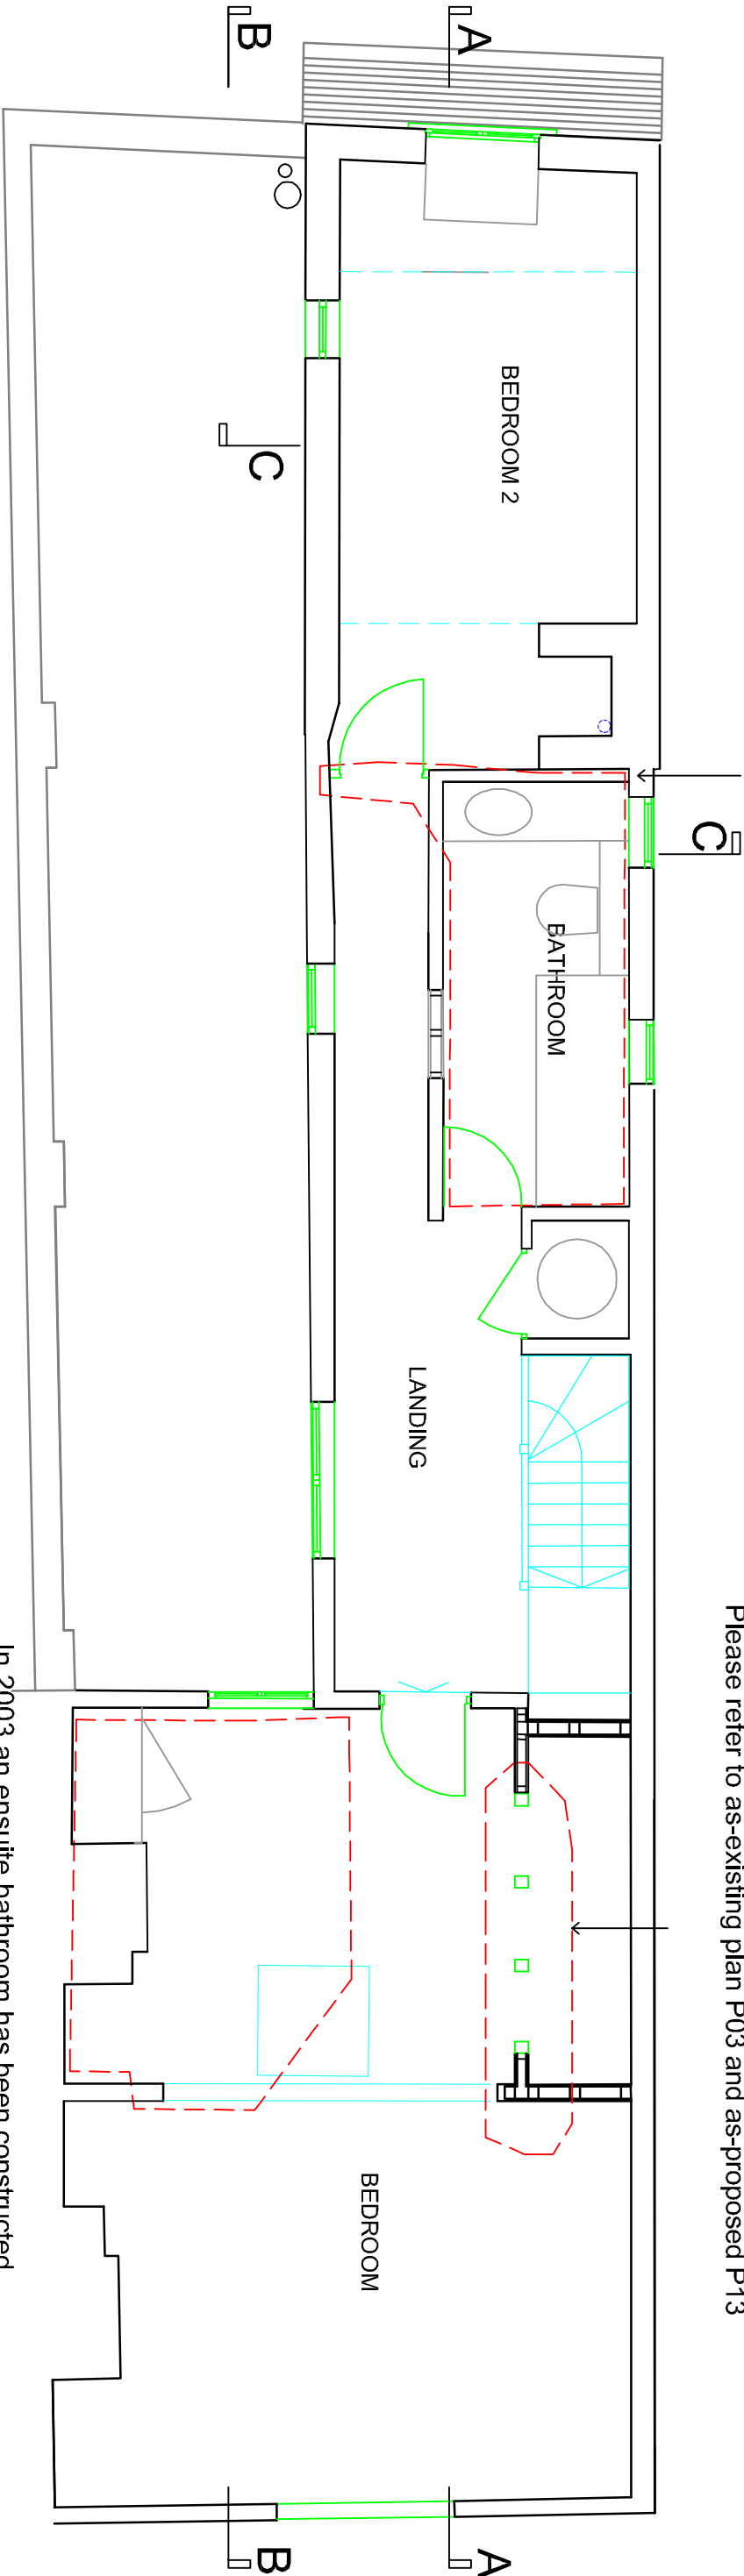 B
A
BEDROOM 2
C
C
BATHROOM
LANDING
Please refer to as-existing plan P03 and as-proposed P13
In 2003 an ensuite bathroom has been constructed
BEDROOM
B
A